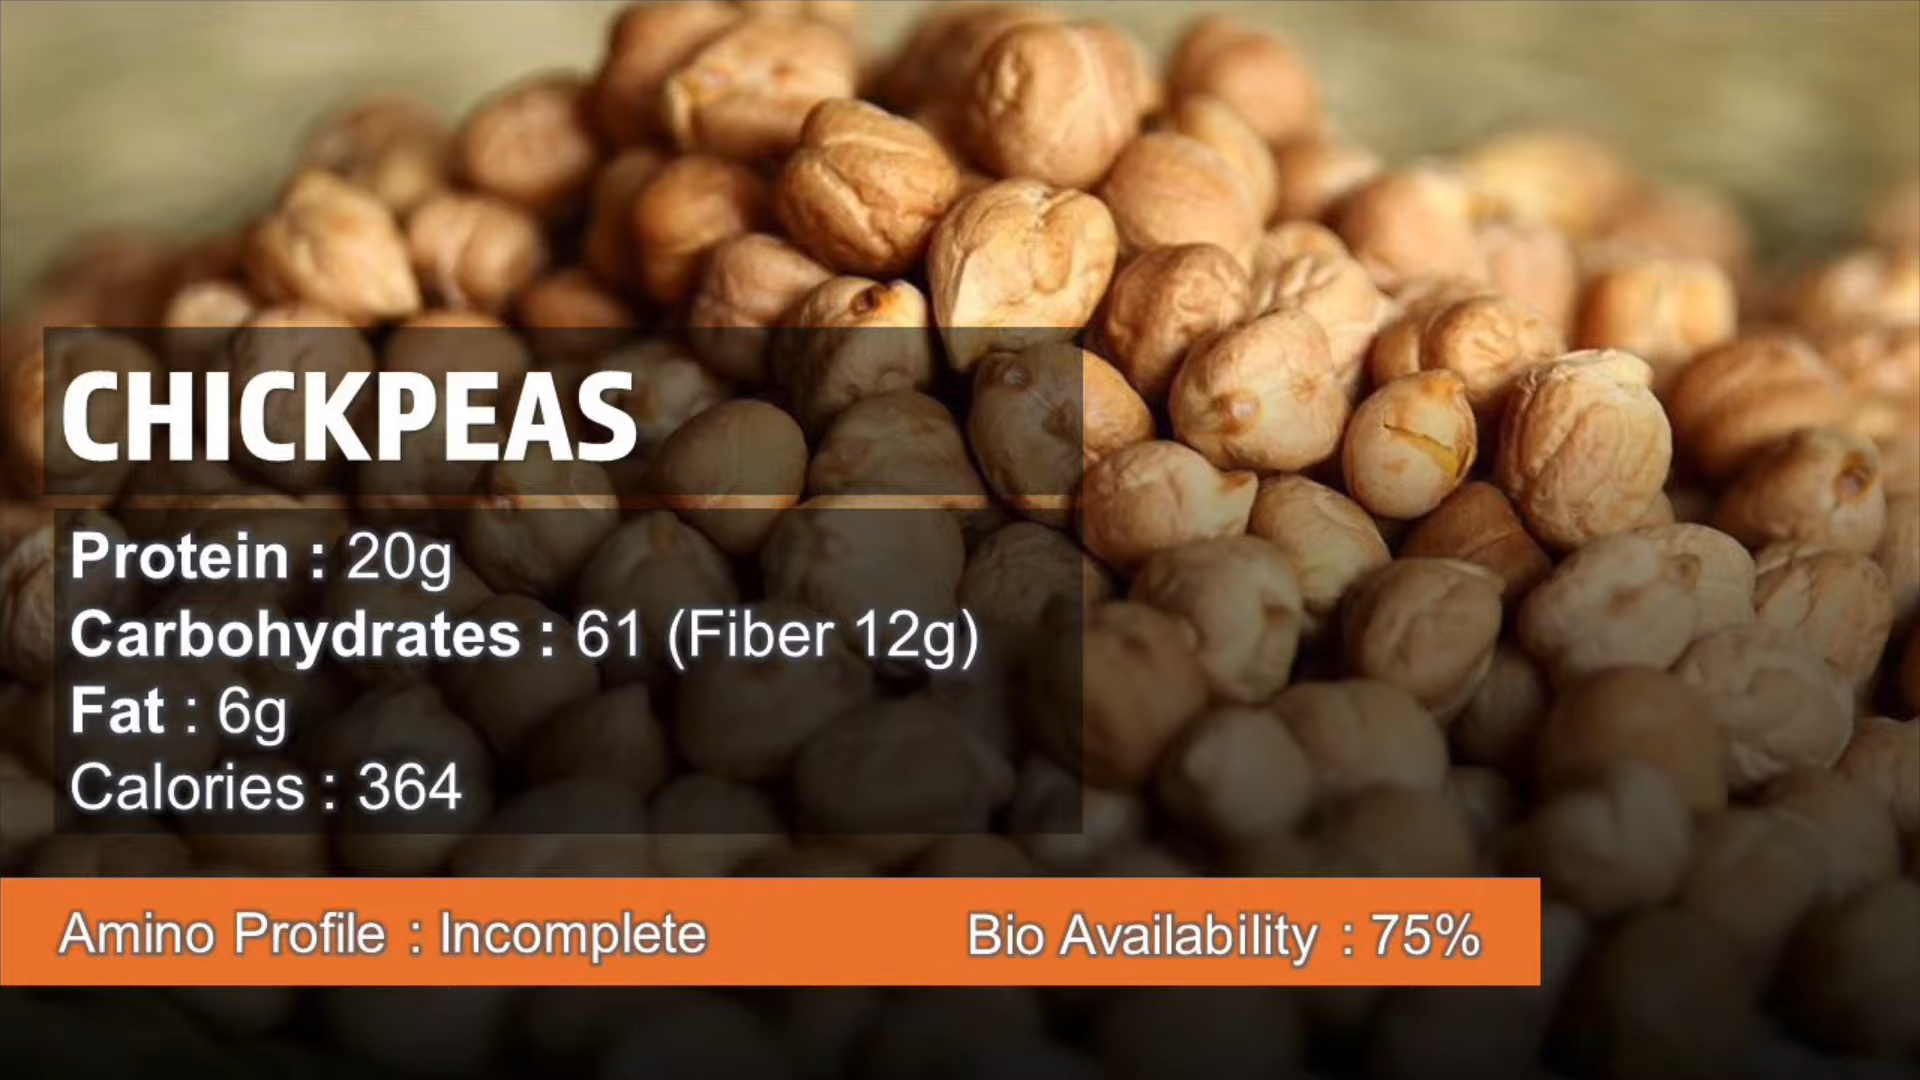 CHICKPEAS
Protein : 20g
Carbohydrates : 61 (Fiber 12g)
Fat : 6g
Calories : 364
Amino Profile : Incomplete
Bio Availability : 75%